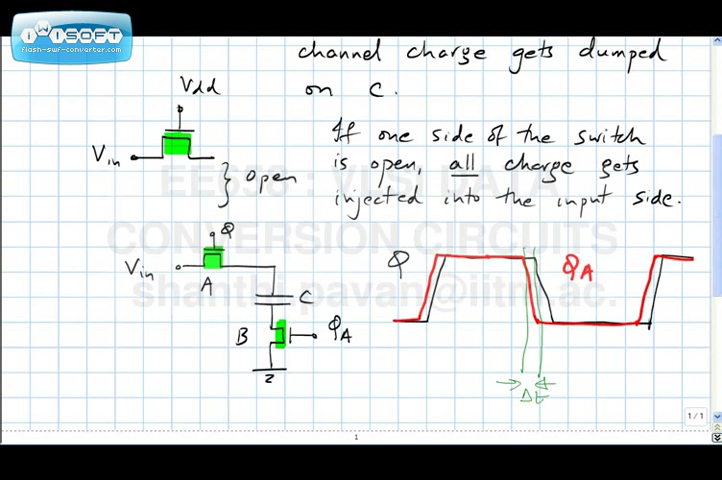 iWiSOFT
flash-swf-converter.com
channel charge gets dumped
on C.
Vdd
If one side of the switch
is open, all charge gets
injected into the input side.
Vin
open
EE658 : VLSI DATA
CONVERSION CIRCUITS
shanthi.pavan@iitm.ac.
Vin
Φ
A
C
B
ΦA
Φ
ΦA
Δt
1/1
1